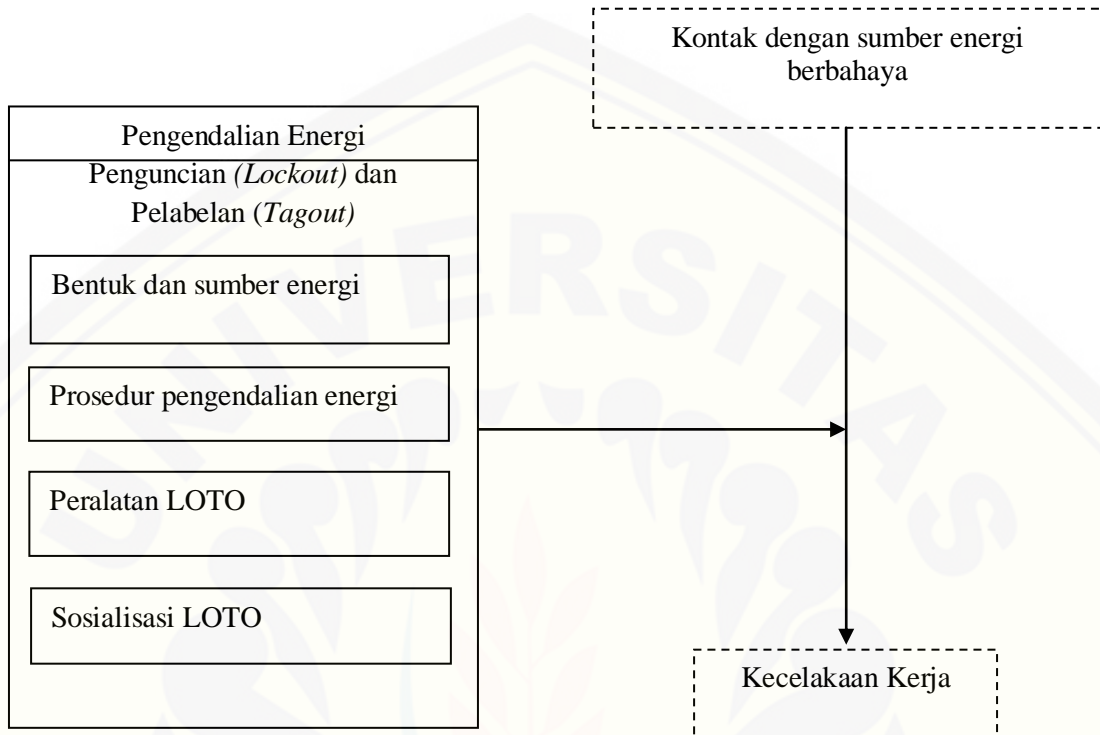 Kontak dengan sumber energi
berbahaya
Pengendalian Energi
Penguncian (Lockout) dan
Pelabelan (Tagout)
Bentuk dan sumber energi
Prosedur pengendalian energi
Peralatan LOTO
Sosialisasi LOTO
Kecelakaan Kerja
UNIVERSITAS